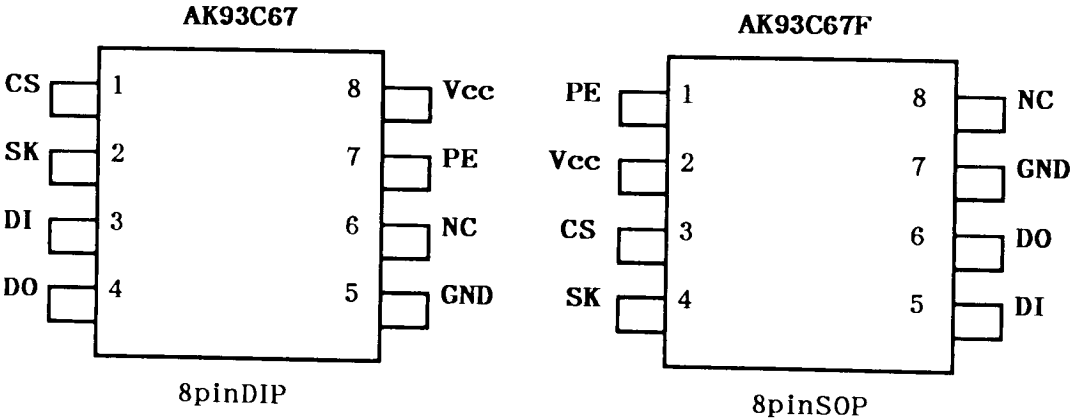 AK93C67
CS 1 8 Vcc
SK 2 7 PE
DI 3 6 NC
DO 4 5 GND
8pinDIP
AK93C67F
PE 1 8 NC
Vcc 2 7 GND
CS 3 6 DO
SK 4 5 DI
8pinSOP